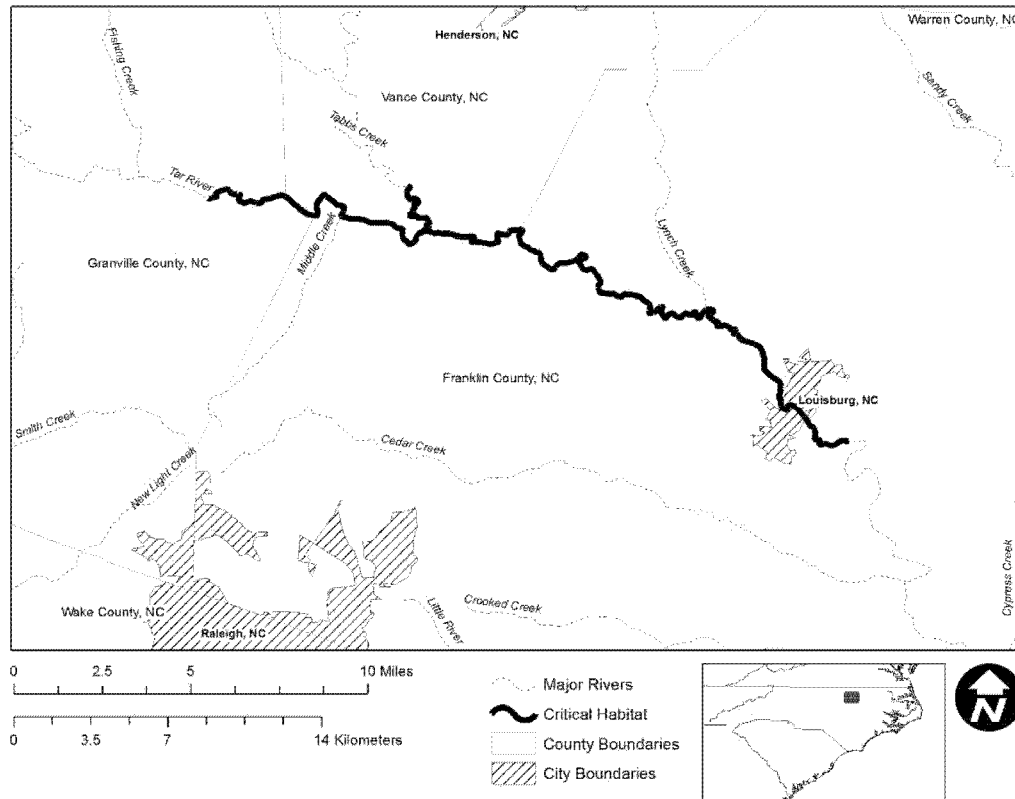 Warren County, NC
Henderson, NC
Fishing Creek
Vance County, NC
Sandy Creek
Tabbs Creek
Tar River
Middle Creek
Lynch Creek
Granville County, NC
Franklin County, NC
Louisburg, NC
Smith Creek
Cedar Creek
New Light Creek
Cypress Creek
Wake County, NC
Raleigh, NC
Little River
Crooked Creek
0 2.5 5 10 Miles
0 3.5 7 14 Kilometers
Major Rivers
Critical Habitat
County Boundaries
City Boundaries
N